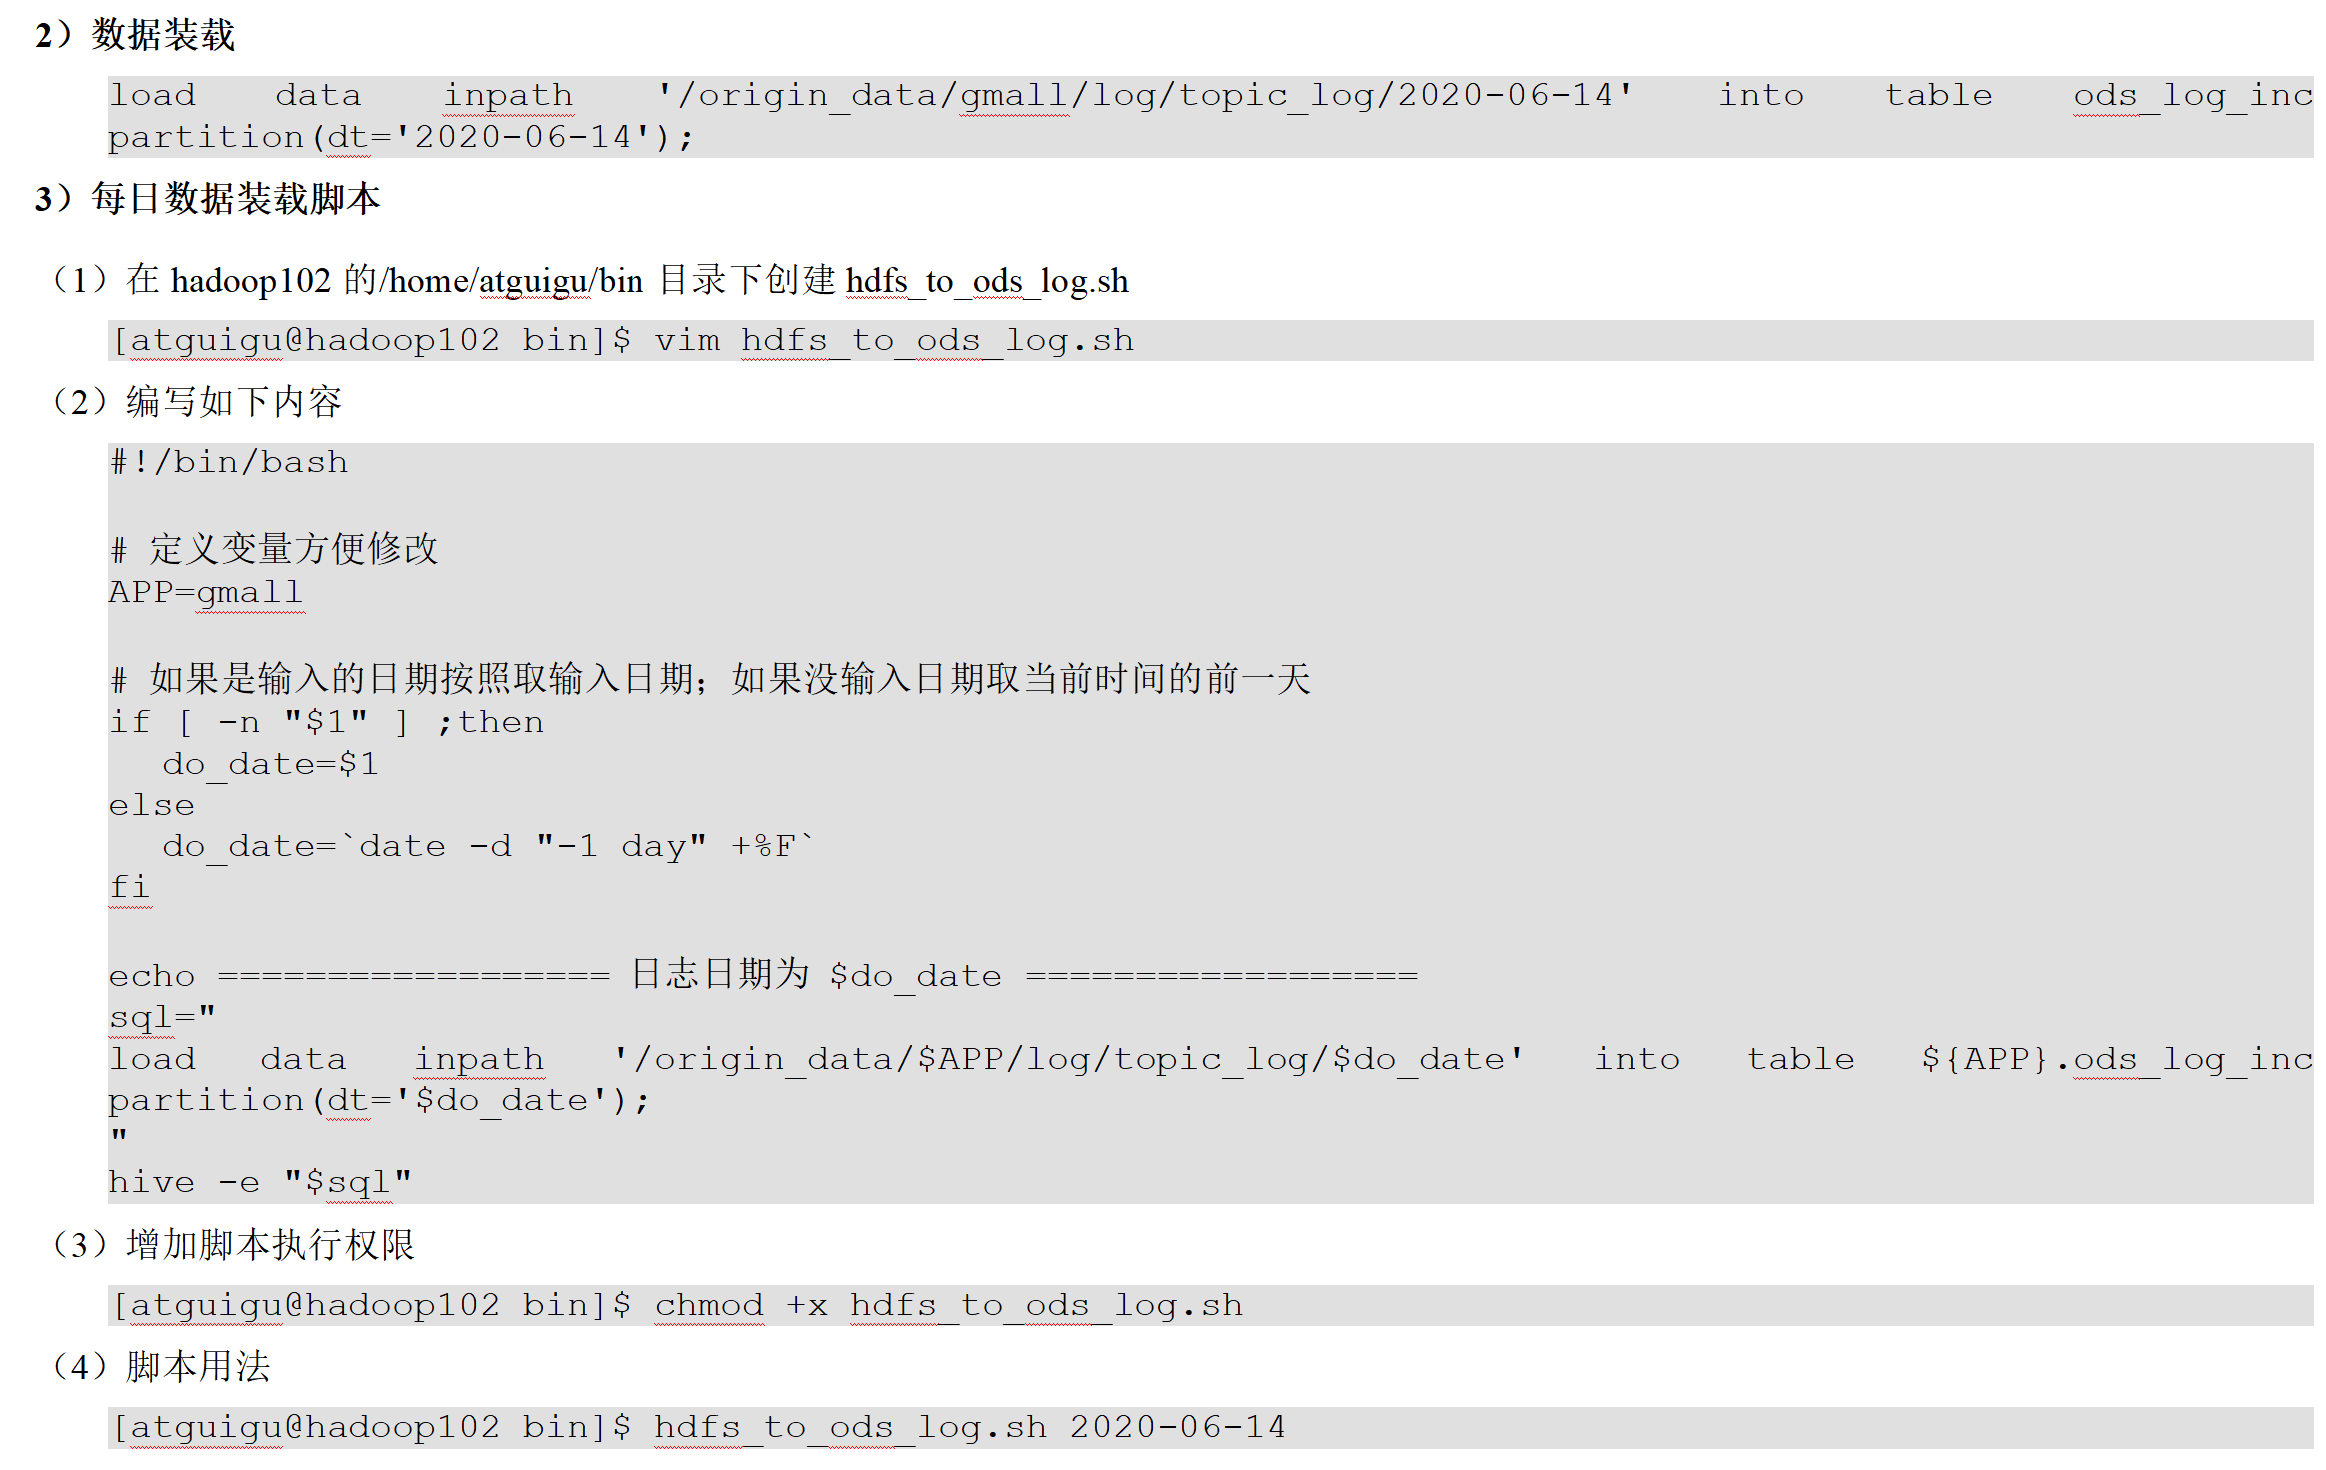 2）数据装载
load data inpath '/origin_data/gmall/log/topic_log/2020-06-14' into table ods_log_inc
partition(dt='2020-06-14');
3）每日数据装载脚本
（1）在 hadoop102 的/home/atguigu/bin 目录下创建 hdfs_to_ods_log.sh
[atguigu@hadoop102 bin]$ vim hdfs_to_ods_log.sh
（2）编写如下内容
#!/bin/bash
# 定义变量方便修改
APP=gmall
# 如果是输入的日期按照取输入日期；如果没输入日期取当前时间的前一天
if [ -n "$1" ] ;then
do_date=$1
else
do_date=`date -d "-1 day" +%F`
fi
echo ================== 日志日期为 $do_date ==================
sql="
load data inpath '/origin_data/$APP/log/topic_log/$do_date' into table ${APP}.ods_log_inc
partition(dt='$do_date');
"
hive -e "$sql"
（3）增加脚本执行权限
[atguigu@hadoop102 bin]$ chmod +x hdfs_to_ods_log.sh
（4）脚本用法
[atguigu@hadoop102 bin]$ hdfs_to_ods_log.sh 2020-06-14